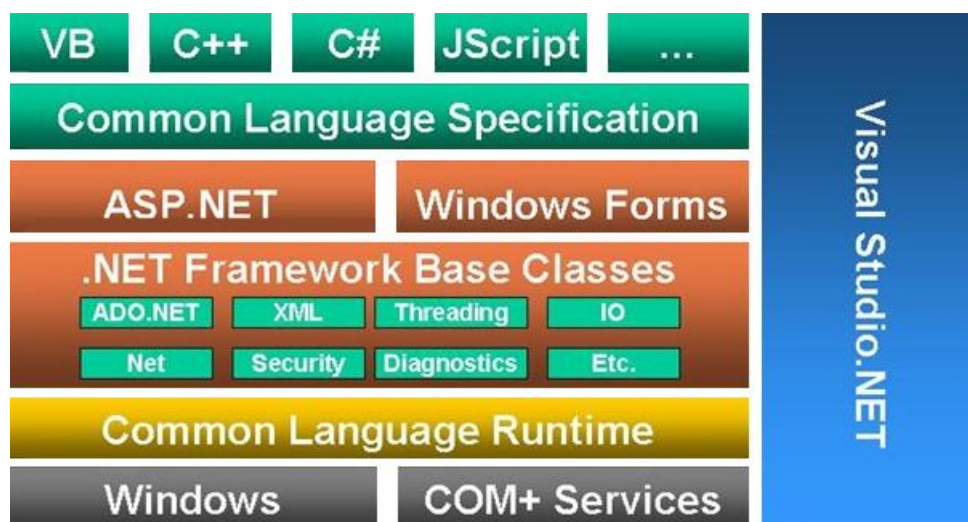 VB C++ C# JScript ...
Common Language Specification
ASP.NET Windows Forms
.NET Framework Base Classes
ADO.NET XML Threading IO
Net Security Diagnostics Etc.
Common Language Runtime
Windows COM+ Services
Visual Studio.NET